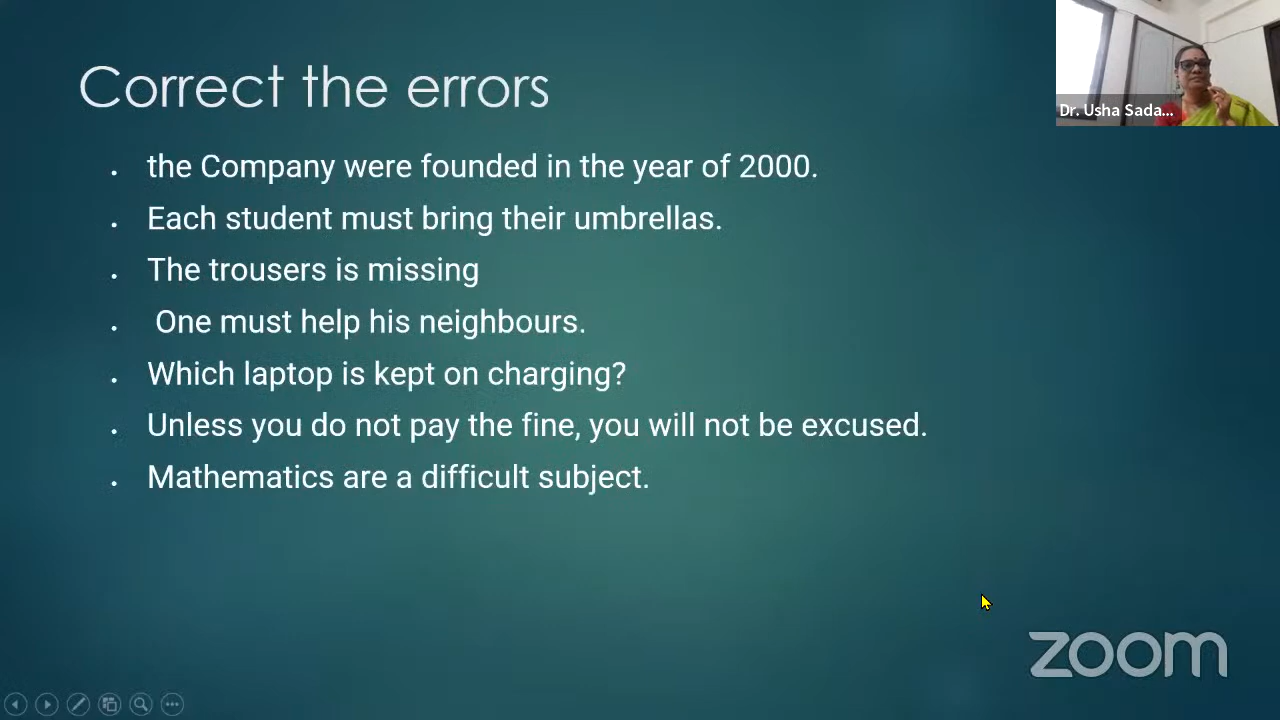 Correct the errors
Dr. Usha Sada...
the Company were founded in the year of 2000.
Each student must bring their umbrellas.
The trousers is missing
One must help his neighbours.
Which laptop is kept on charging?
Unless you do not pay the fine, you will not be excused.
Mathematics are a difficult subject.
zoom